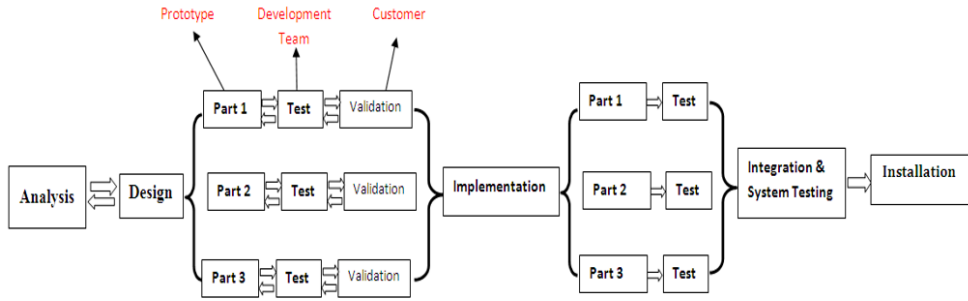 Prototype
Development
Team
Customer
Part 1
Test
Validation
Part 1
Test
Analysis
Design
Part 2
Test
Validation
Implementation
Part 2
Test
Integration &
System Testing
Installation
Part 3
Test
Validation
Part 3
Test